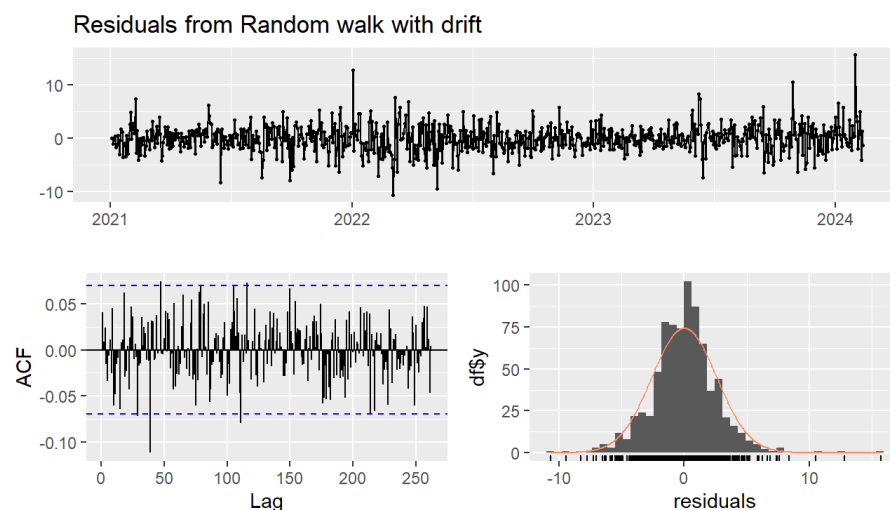 Residuals from Random walk with drift
10
0
-10
2021 2022 2023 2024
ACF
0.05
0.00
-0.05
-0.10
0 50 100 150 200 250
Lag
df$y
100
75
50
25
0
-10 0 10
residuals